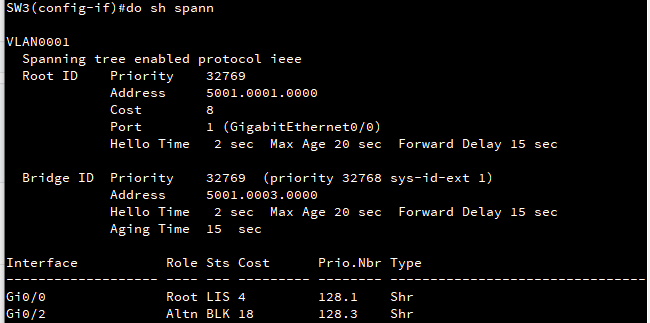 SW3(config-if)#do sh spann
VLAN0001
Spanning tree enabled protocol ieee
Root ID Priority 32769
Address 5001.0001.0000
Cost 8
Port 1 (GigabitEthernet0/0)
Hello Time 2 sec Max Age 20 sec Forward Delay 15 sec
Bridge ID Priority 32769 (priority 32768 sys-id-ext 1)
Address 5001.0003.0000
Hello Time 2 sec Max Age 20 sec Forward Delay 15 sec
Aging Time 15 sec
Interface Role Sts Cost Prio.Nbr Type
------------------- ---- --- --------- -------- --------------------------------
Gi0/0 Root LIS 4 128.1 Shr
Gi0/2 Altn BLK 18 128.3 Shr